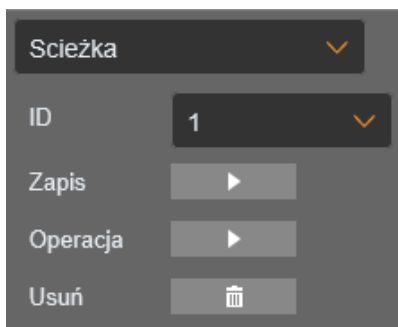 Scieżka
ID 1
Zapis
Operacja
Usuń